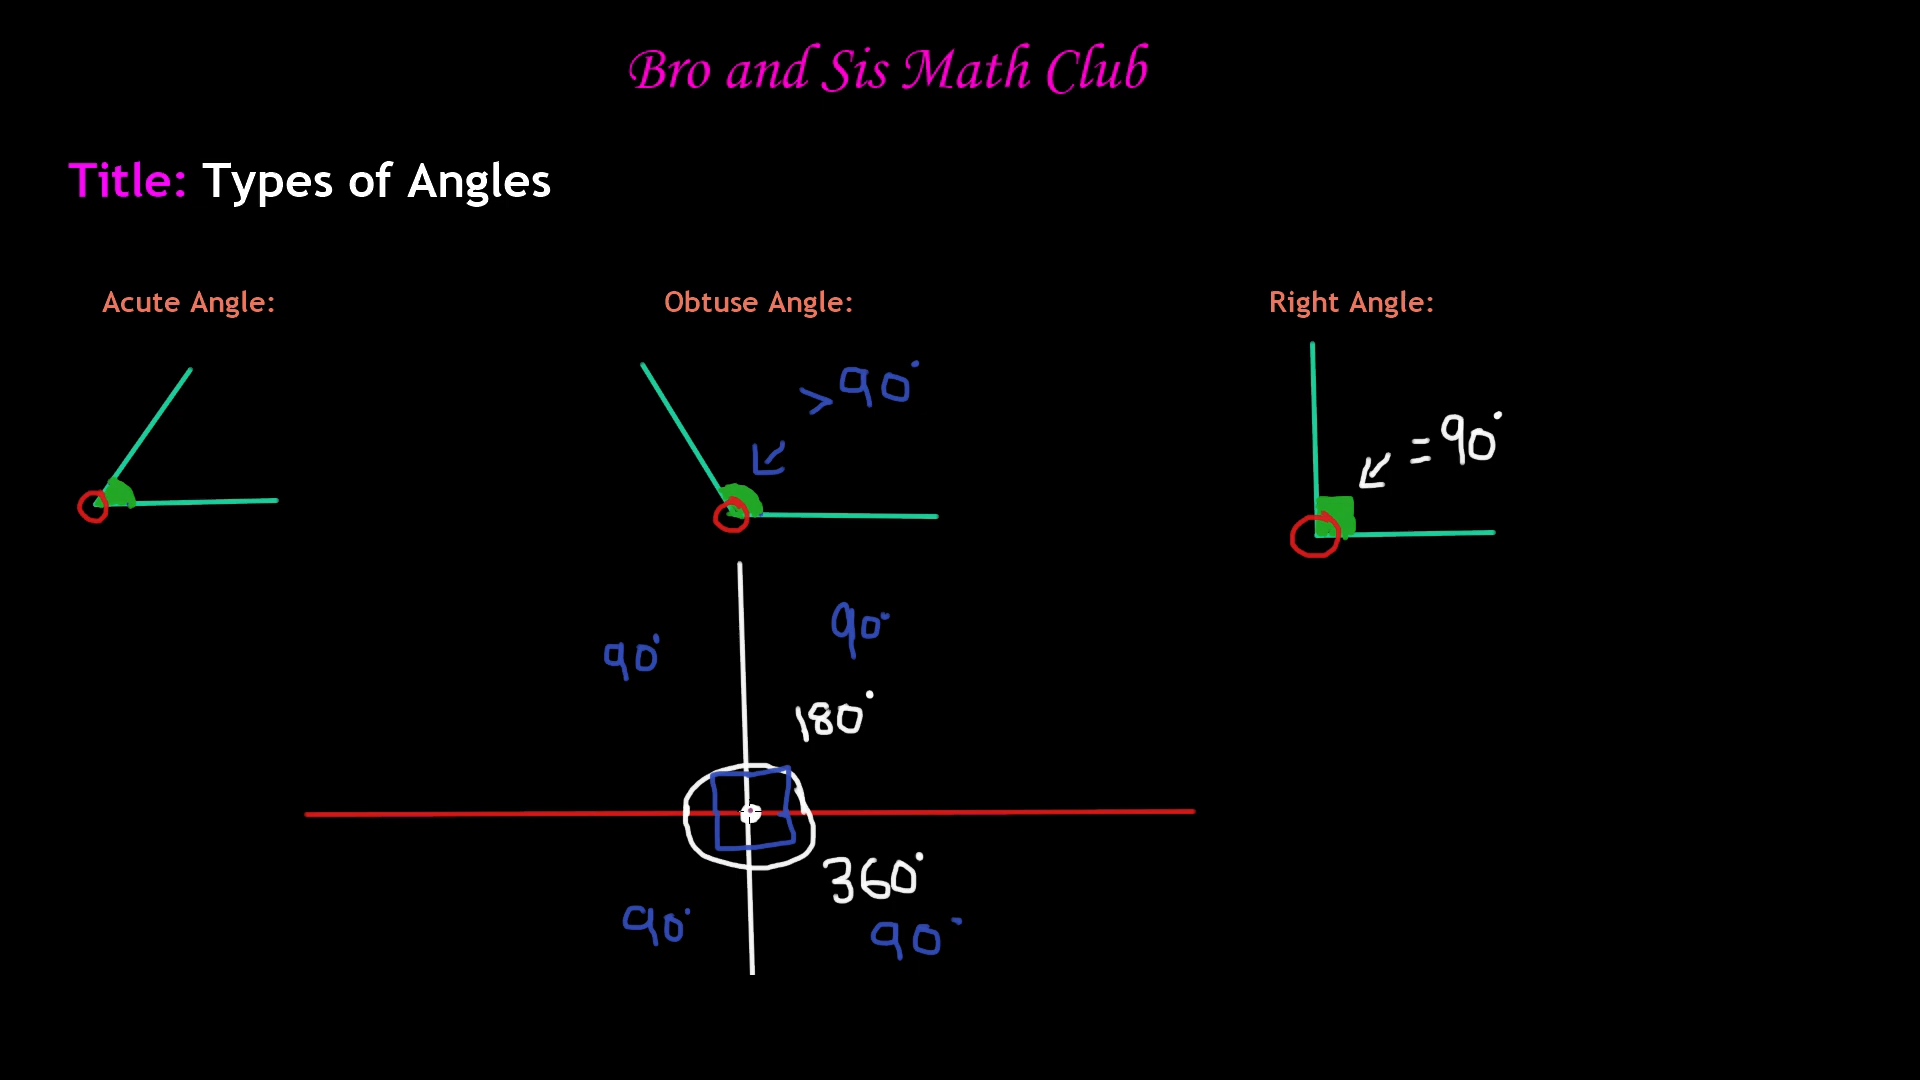 Bro and Sis Math Club
Title: Types of Angles
Acute Angle:
Obtuse Angle:
Right Angle:
>90°
=90°
90°
90°
180°
360°
90°
90°